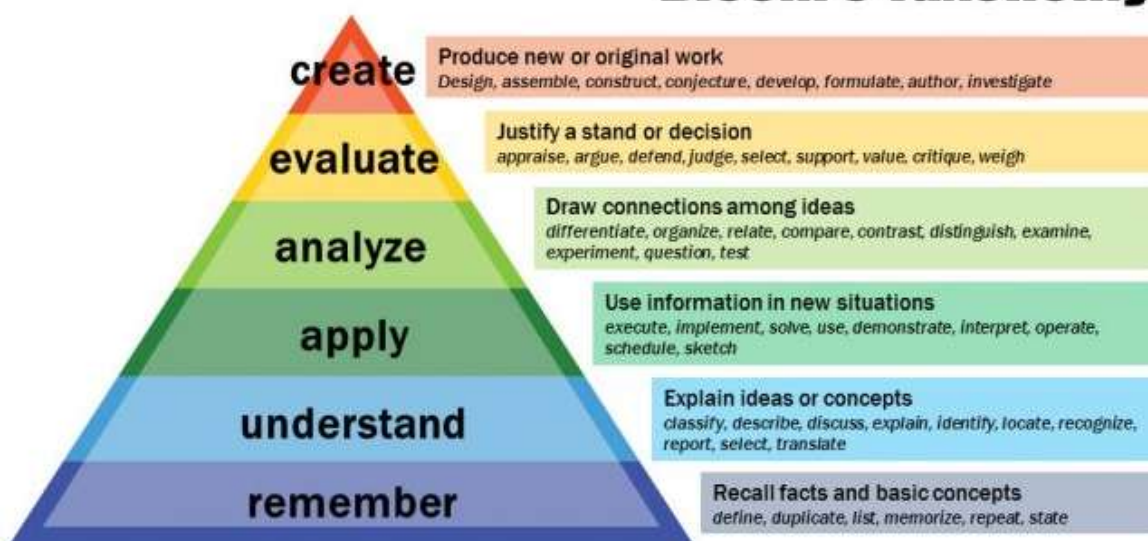 create
Produce new or original work
Design, assemble, construct, conjecture, develop, formulate, author, investigate
evaluate
Justify a stand or decision
appraise, argue, defend, judge, select, support, value, critique, weigh
analyze
Draw connections among ideas
differentiate, organize, relate, compare, contrast, distinguish, examine,
experiment, question, test
apply
Use information in new situations
execute, implement, solve, use, demonstrate, interpret, operate,
schedule, sketch
understand
Explain ideas or concepts
classify, describe, discuss, explain, identify, locate, recognize,
report, select, translate
remember
Recall facts and basic concepts
define, duplicate, list, memorize, repeat, state